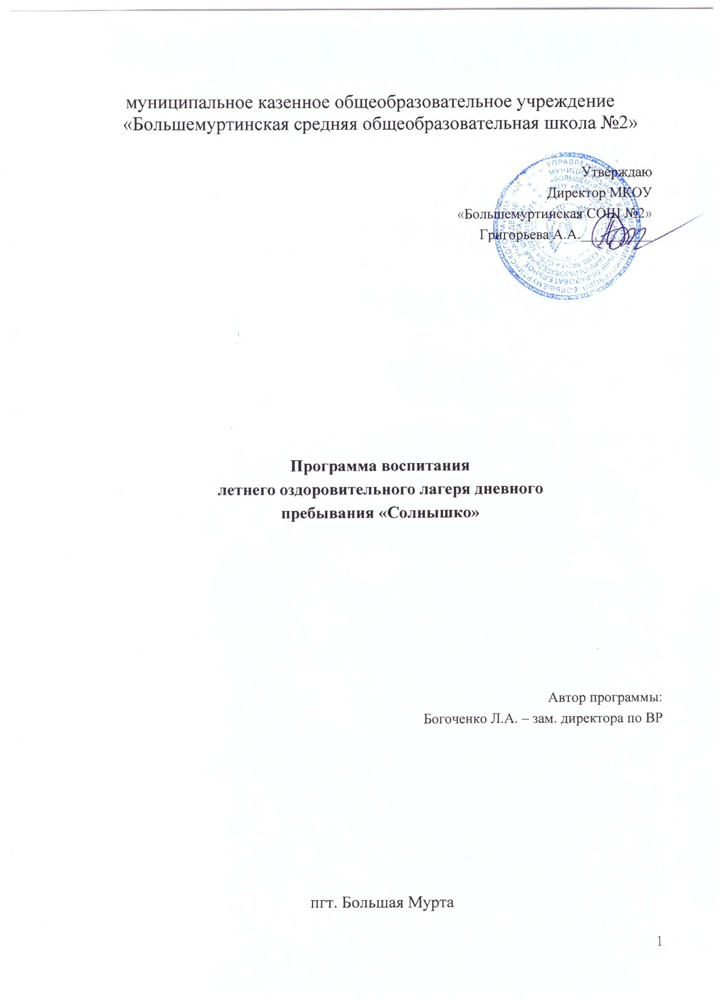 муниципальное казенное общеобразовательное учреждение
«Большемуртинская средняя общеобразовательная школа №2»
Утверждаю
Директор МКОУ
«Большемуртинская СОШ №2»
Григорьева А.А.
Программа воспитания
летнего оздоровительного лагеря дневного
пребывания «Солнышко»
Автор программы:
Богоченко Л.А. – зам. директора по ВР
пгт. Большая Мурта
1